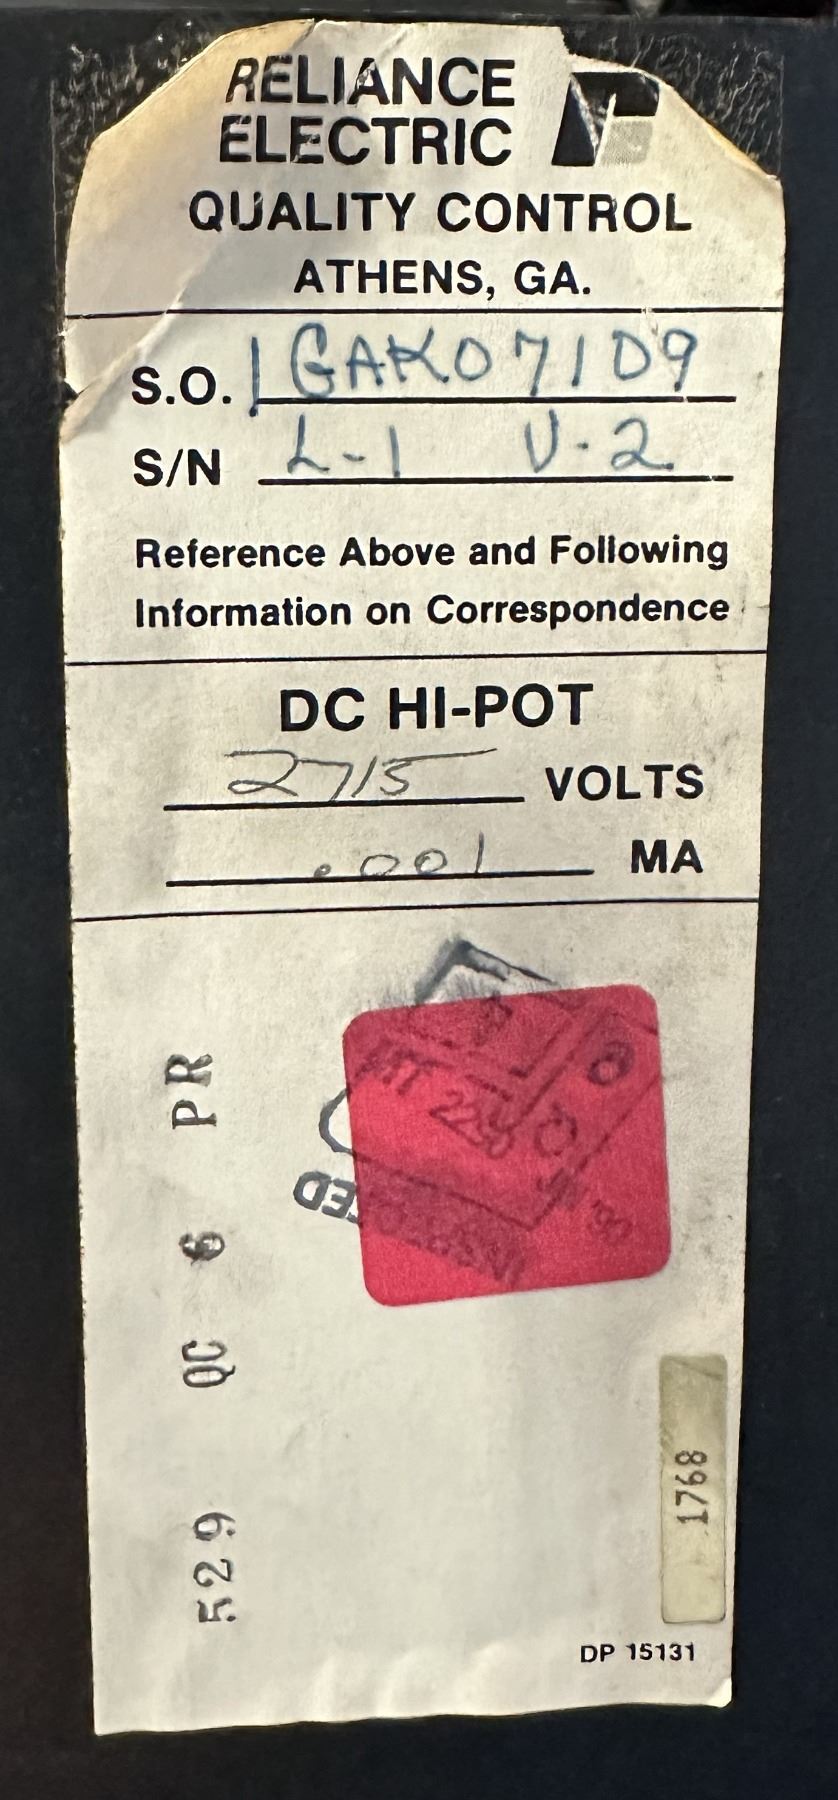 RELIANCE
ELECTRIC
QUALITY CONTROL
ATHENS, GA.
S.O. 1GAK07109
S/N L-1 V-2
Reference Above and Following
Information on Correspondence
DC HI-POT
2715 VOLTS
.001 MA
529 QC 6 PR
1768
DP 15131